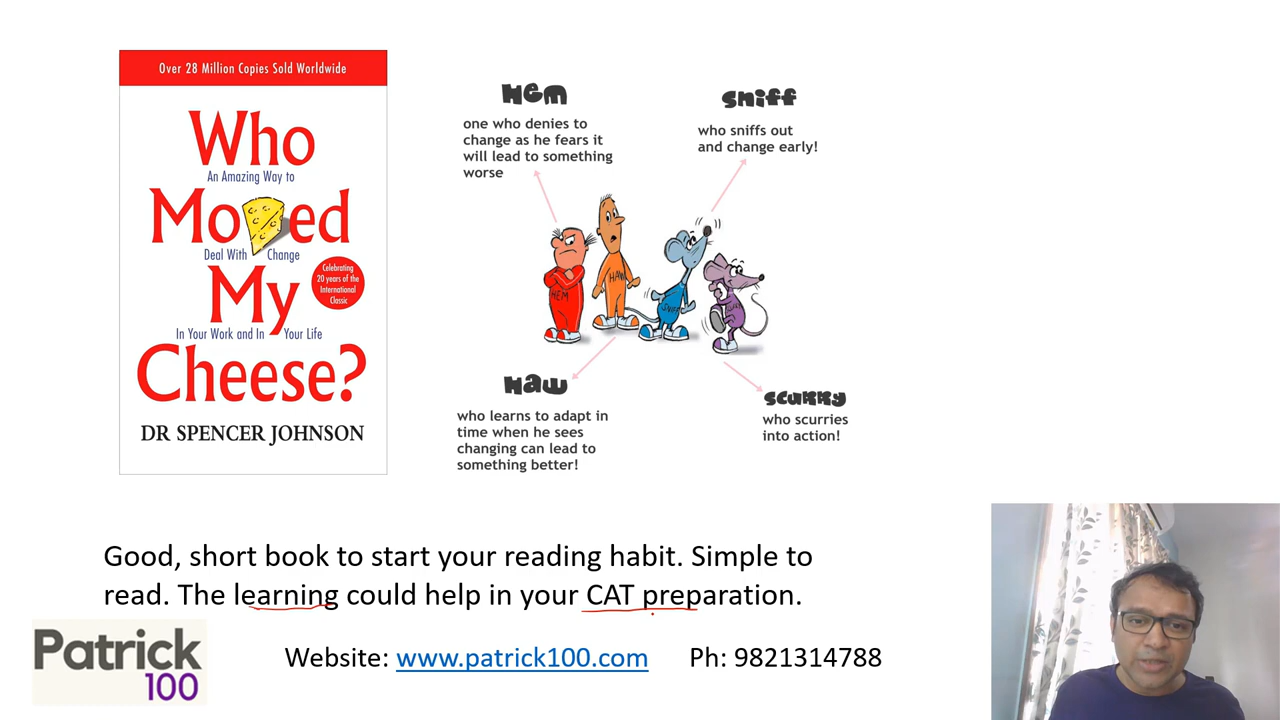 Over 28 Million Copies Sold Worldwide
Who
An Amazing Way to
Moved
Deal With Change
Celebrating
20 years of the
International
Classic
My
In Your Work and In Your Life
Cheese?
DR SPENCER JOHNSON
Hem
one who denies to
change as he fears it
will lead to something
worse
Sniff
who sniffs out
and change early!
HEM
HAW
SNIFF
Haw
who learns to adapt in
time when he sees
changing can lead to
something better!
Scurry
who scurries
into action!
Good, short book to start your reading habit. Simple to
read. The learning could help in your CAT preparation.
Patrick
100
Website: www.patrick100.com Ph: 9821314788